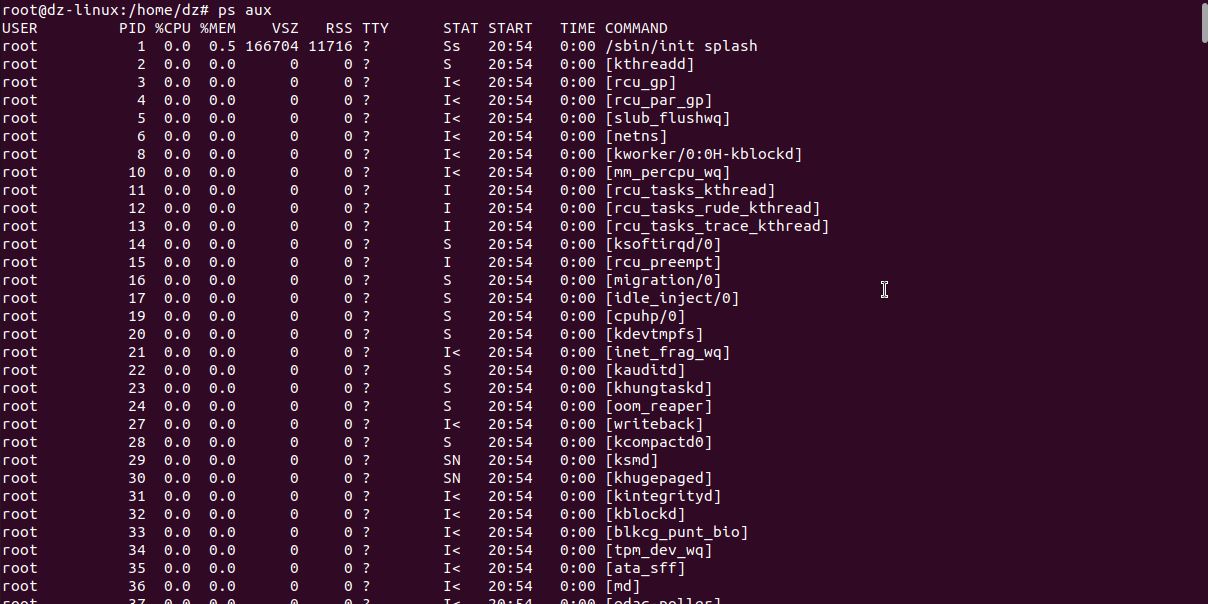 root@dz-linux:/home/dz# ps aux
USER         PID %CPU %MEM    VSZ   RSS TTY      STAT START   TIME COMMAND
root           1  0.0  0.5 166704 11716 ?        Ss   20:54   0:00 /sbin/init splash
root           2  0.0  0.0      0     0 ?        S    20:54   0:00 [kthreadd]
root           3  0.0  0.0      0     0 ?        I<   20:54   0:00 [rcu_gp]
root           4  0.0  0.0      0     0 ?        I<   20:54   0:00 [rcu_par_gp]
root           5  0.0  0.0      0     0 ?        I<   20:54   0:00 [slub_flushwq]
root           6  0.0  0.0      0     0 ?        I<   20:54   0:00 [netns]
root           8  0.0  0.0      0     0 ?        I<   20:54   0:00 [kworker/0:0H-kblockd]
root          10  0.0  0.0      0     0 ?        I<   20:54   0:00 [mm_percpu_wq]
root          11  0.0  0.0      0     0 ?        I    20:54   0:00 [rcu_tasks_kthread]
root          12  0.0  0.0      0     0 ?        I    20:54   0:00 [rcu_tasks_rude_kthread]
root          13  0.0  0.0      0     0 ?        I    20:54   0:00 [rcu_tasks_trace_kthread]
root          14  0.0  0.0      0     0 ?        S    20:54   0:00 [ksoftirqd/0]
root          15  0.0  0.0      0     0 ?        I    20:54   0:00 [rcu_preempt]
root          16  0.0  0.0      0     0 ?        S    20:54   0:00 [migration/0]
root          17  0.0  0.0      0     0 ?        S    20:54   0:00 [idle_inject/0]
root          19  0.0  0.0      0     0 ?        S    20:54   0:00 [cpuhp/0]
root          20  0.0  0.0      0     0 ?        S    20:54   0:00 [kdevtmpfs]
root          21  0.0  0.0      0     0 ?        I<   20:54   0:00 [inet_frag_wq]
root          22  0.0  0.0      0     0 ?        S    20:54   0:00 [kauditd]
root          23  0.0  0.0      0     0 ?        S    20:54   0:00 [khungtaskd]
root          24  0.0  0.0      0     0 ?        S    20:54   0:00 [oom_reaper]
root          27  0.0  0.0      0     0 ?        I<   20:54   0:00 [writeback]
root          28  0.0  0.0      0     0 ?        S    20:54   0:00 [kcompactd0]
root          29  0.0  0.0      0     0 ?        SN   20:54   0:00 [ksmd]
root          30  0.0  0.0      0     0 ?        SN   20:54   0:00 [khugepaged]
root          31  0.0  0.0      0     0 ?        I<   20:54   0:00 [kintegrityd]
root          32  0.0  0.0      0     0 ?        I<   20:54   0:00 [kblockd]
root          33  0.0  0.0      0     0 ?        I<   20:54   0:00 [blkcg_punt_bio]
root          34  0.0  0.0      0     0 ?        I<   20:54   0:00 [tpm_dev_wq]
root          35  0.0  0.0      0     0 ?        I<   20:54   0:00 [ata_sff]
root          36  0.0  0.0      0     0 ?        I<   20:54   0:00 [md]